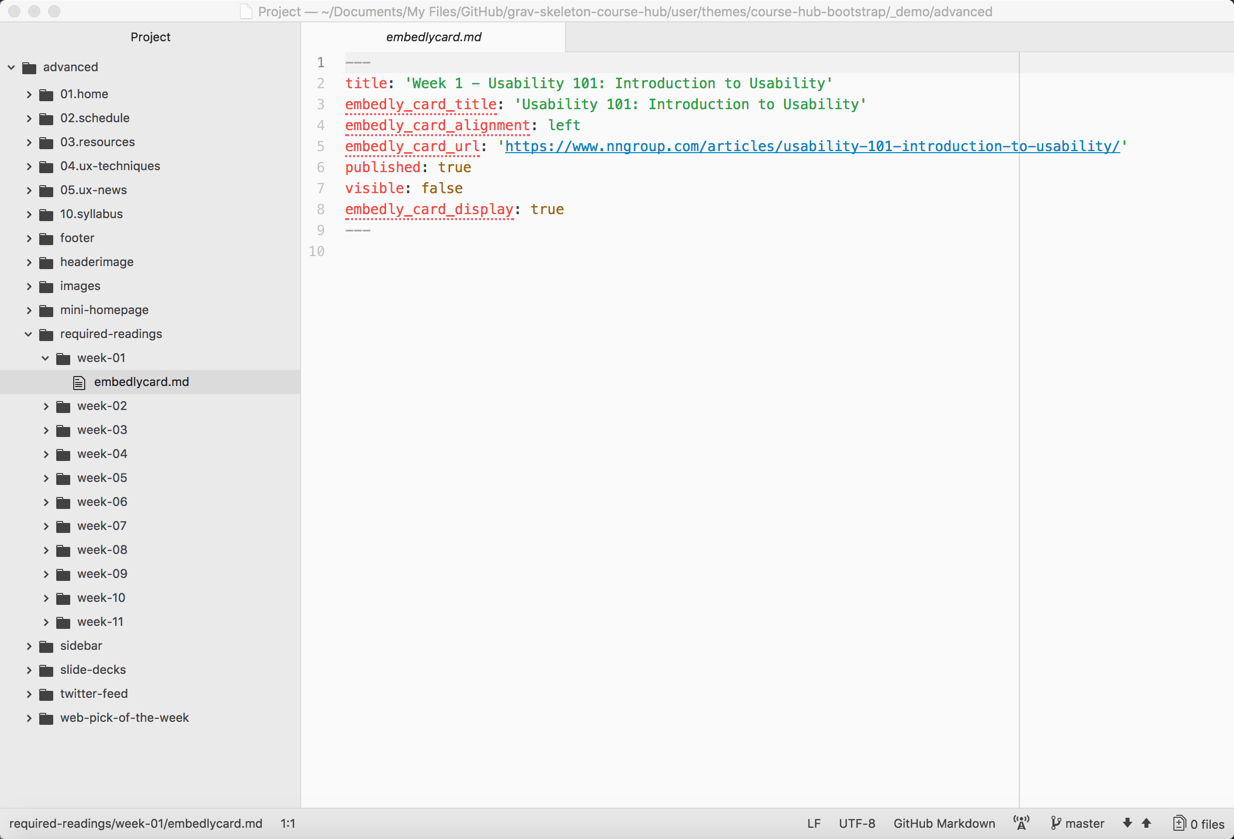 Project — ~/Documents/My Files/GitHub/grav-skeleton-course-hub/user/themes/course-hub-bootstrap/_demo/advanced
Project
advanced
01.home
02.schedule
03.resources
04.ux-techniques
05.ux-news
10.syllabus
footer
headerimage
images
mini-homepage
required-readings
week-01
embedlycard.md
week-02
week-03
week-04
week-05
week-06
week-07
week-08
week-09
week-10
week-11
sidebar
slide-decks
twitter-feed
web-pick-of-the-week
embedlycard.md
1 ---
2 title: 'Week 1 - Usability 101: Introduction to Usability'
3 embedly_card_title: 'Usability 101: Introduction to Usability'
4 embedly_card_alignment: left
5 embedly_card_url: 'https://www.nngroup.com/articles/usability-101-introduction-to-usability/'
6 published: true
7 visible: false
8 embedly_card_display: true
9 ---
10
required-readings/week-01/embedlycard.md 1:1 LF UTF-8 GitHub Markdown master 0 files